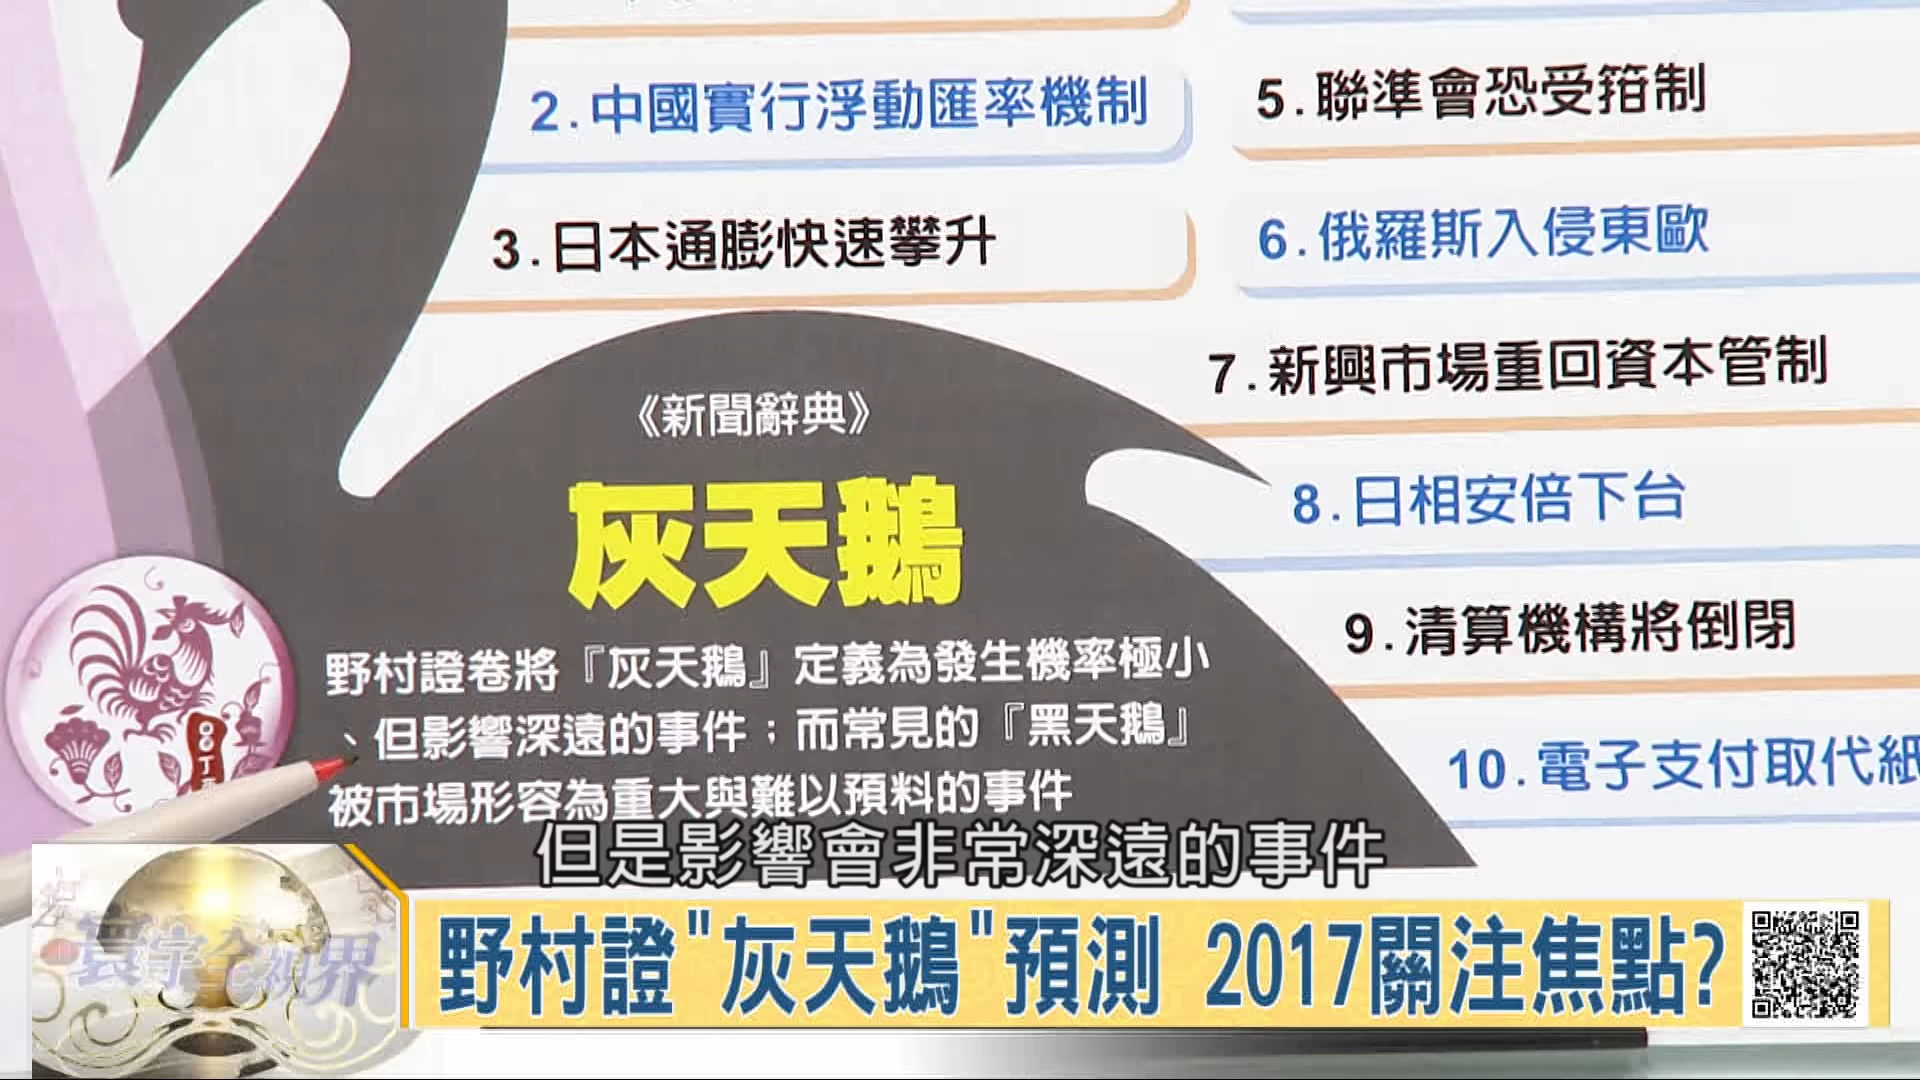 2.中國實行浮動匯率機制
3.日本通膨快速攀升
5.聯準會恐受箝制
6.俄羅斯入侵東歐
7.新興市場重回資本管制
8.日相安倍下台
9.清算機構將倒閉
10.電子支付取代紙
《新聞辭典》
灰天鵝
野村證卷將『灰天鵝』定義為發生機率極小
、但影響深遠的事件；而常見的『黑天鵝』
被市場形容為重大與難以預料的事件
但是影響會非常深遠的事件
寰宇全視界
野村證"灰天鵝"預測 2017關注焦點?